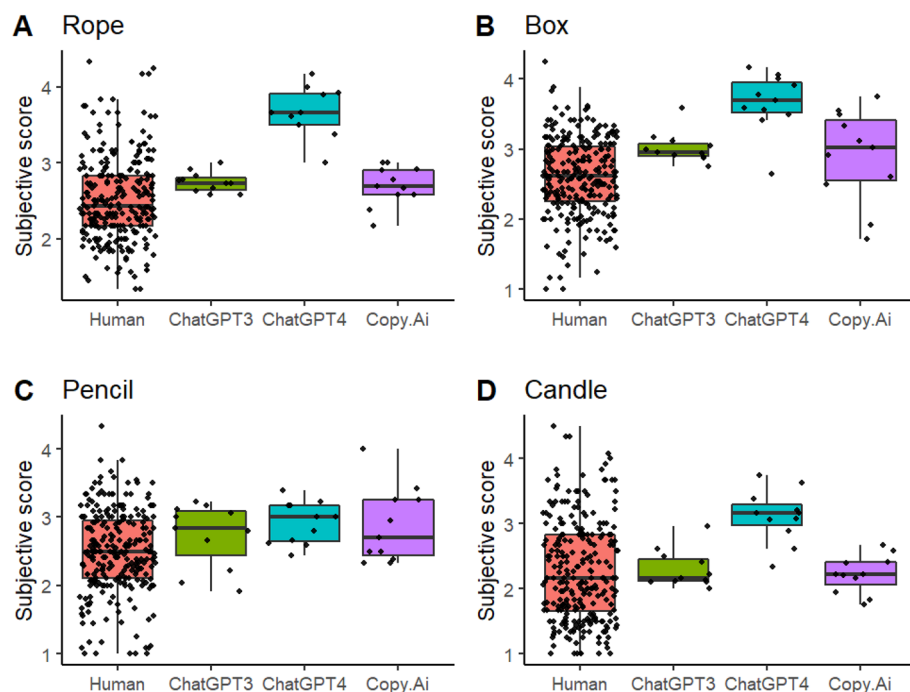 A Rope
Subjective score
4
3
2
Human ChatGPT3 ChatGPT4 Copy.Ai
B Box
Subjective score
4
3
2
1
Human ChatGPT3 ChatGPT4 Copy.Ai
C Pencil
Subjective score
4
3
2
1
Human ChatGPT3 ChatGPT4 Copy.Ai
D Candle
Subjective score
4
3
2
1
Human ChatGPT3 ChatGPT4 Copy.Ai